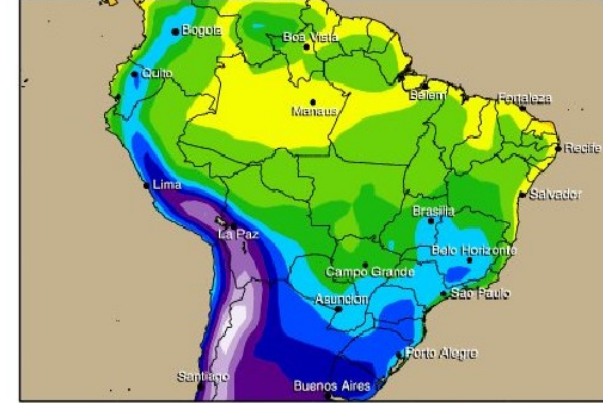 Bogota
Boa Vista
Quito
Belem
Fortaleza
Manaus
Recife
Lima
Salvador
Brasilia
La Paz
Belo Horizonte
Campo Grande
Asuncion
São Paulo
Porto Alegre
Santiago
Buenos Aires